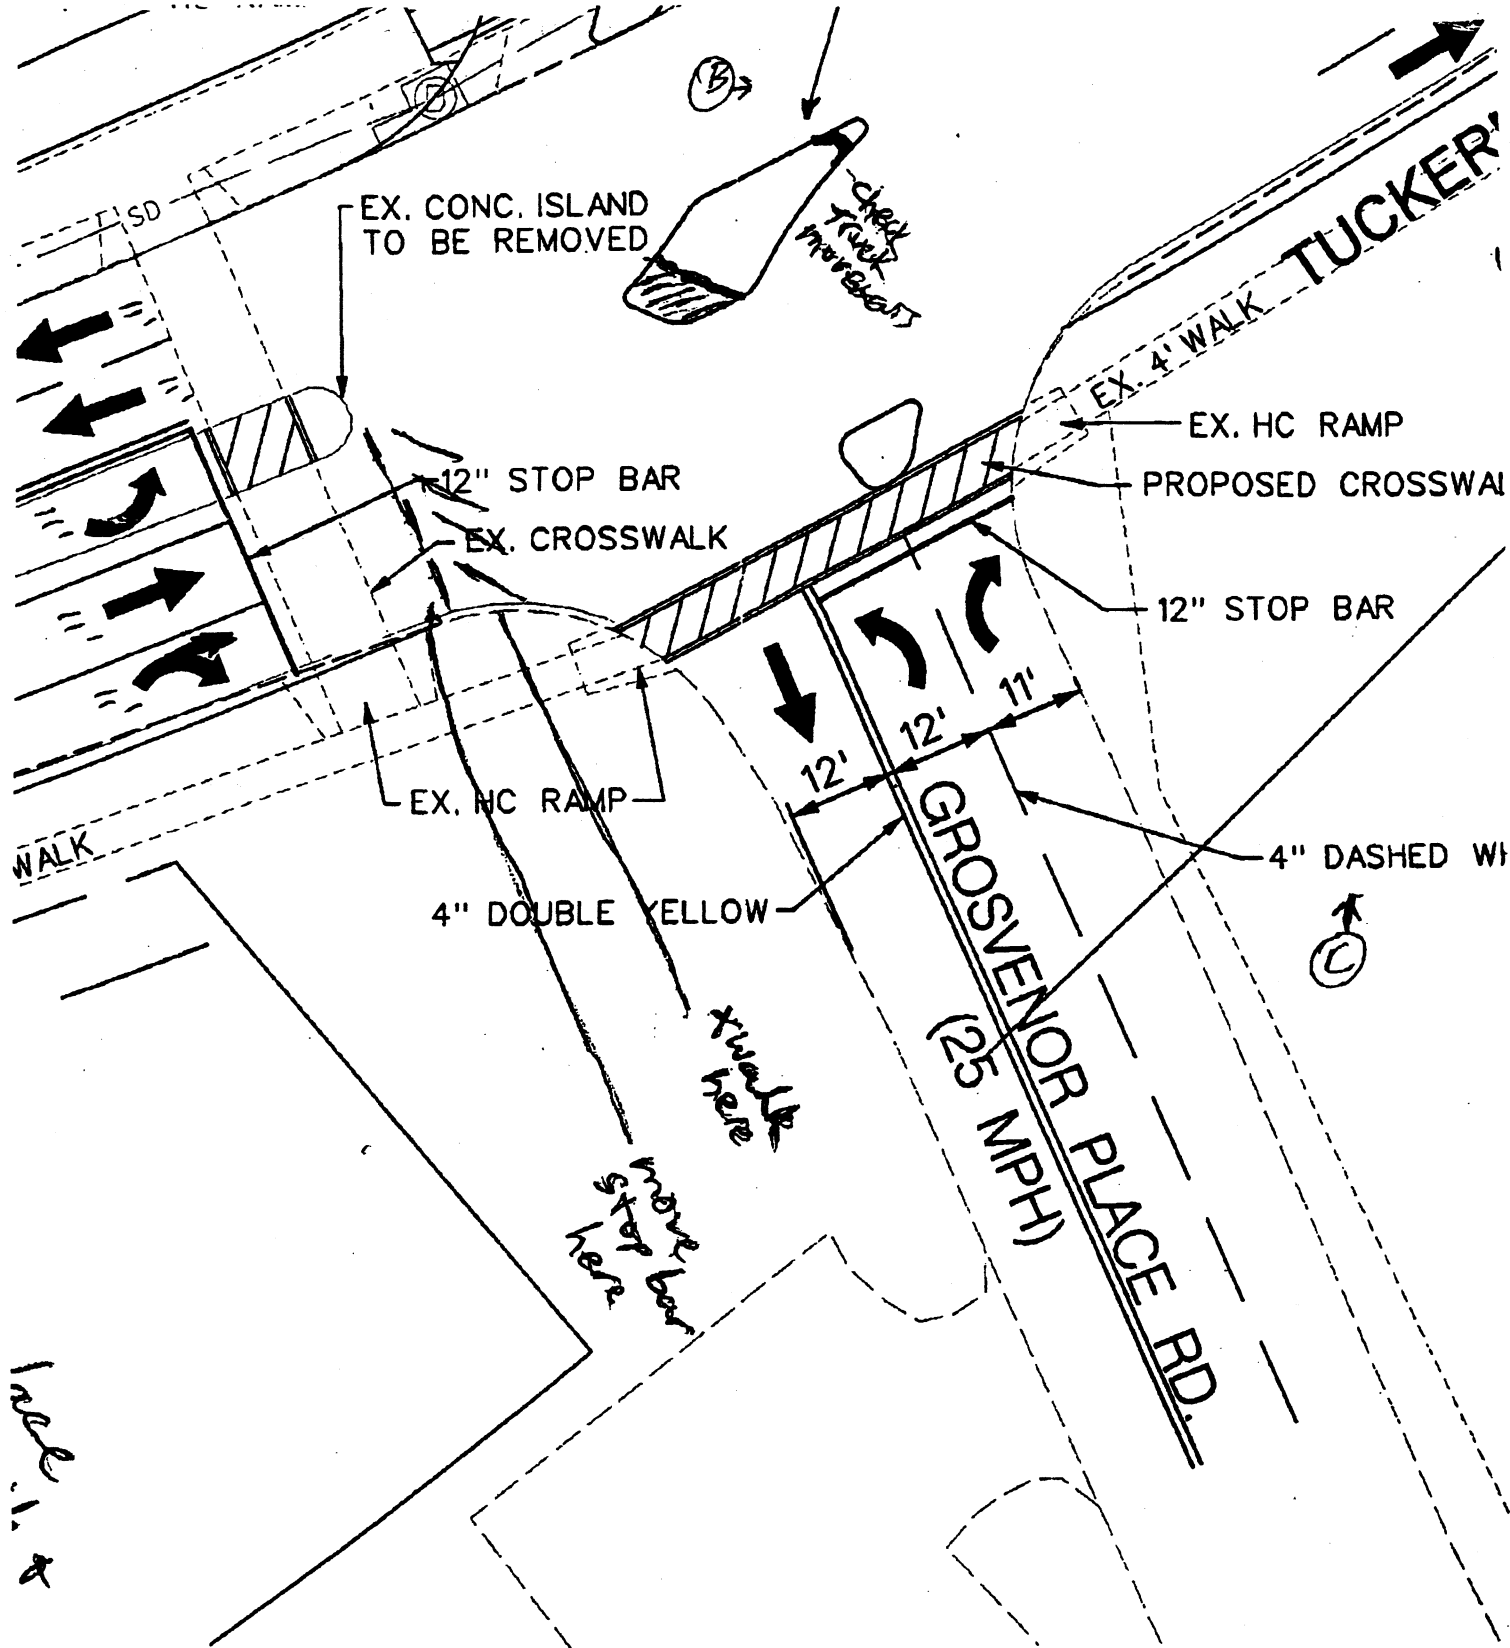 B
SD
EX. CONC. ISLAND
TO BE REMOVED
check
truck
movements
TUCKER
EX. 4' WALK
EX. HC RAMP
12" STOP BAR
PROPOSED CROSSWA
EX. CROSSWALK
12" STOP BAR
11'
12'
12'
EX. HC RAMP
WALK
4" DASHED WH
4" DOUBLE YELLOW
GROSVENOR PLACE RD.
(25 MPH)
C
xwalk
here
move
stop bar
here